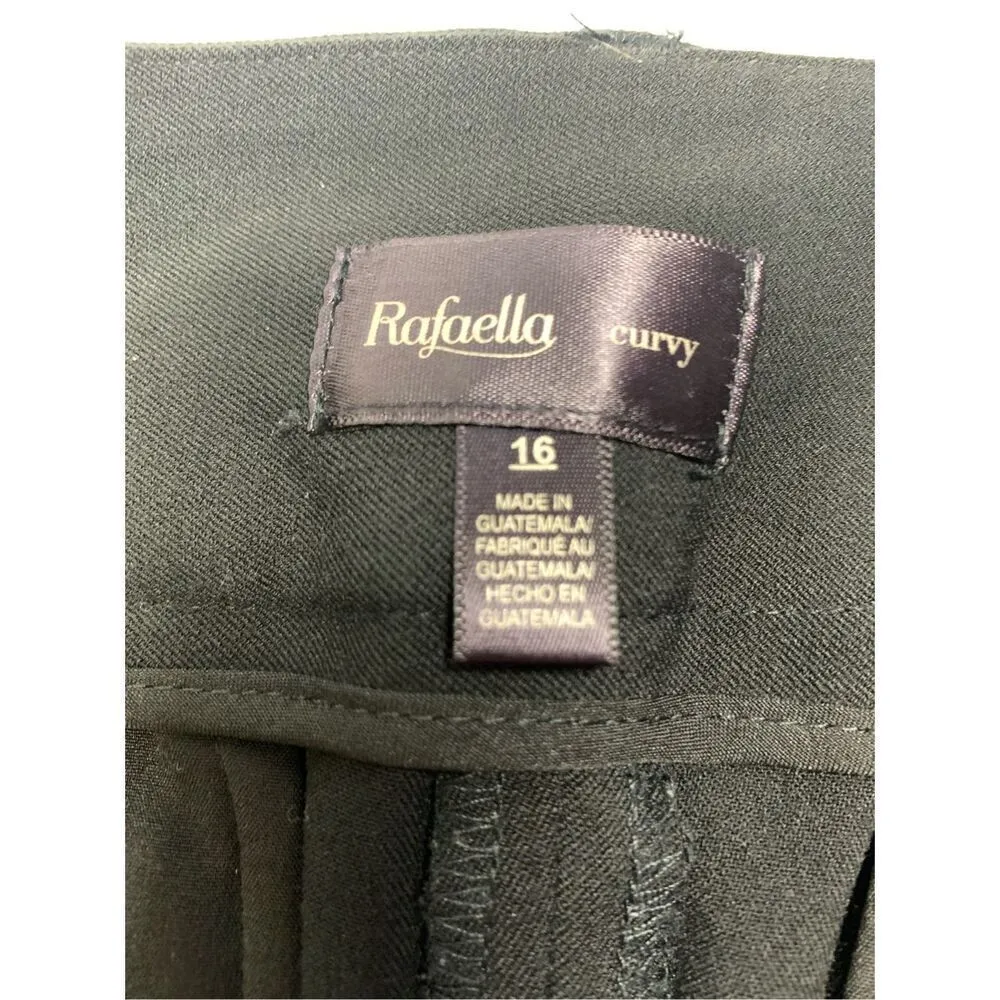 Rafaella curvy
16
MADE IN
GUATEMALA/
FABRIQUÉ AU
GUATEMALA/
HECHO EN
GUATEMALA